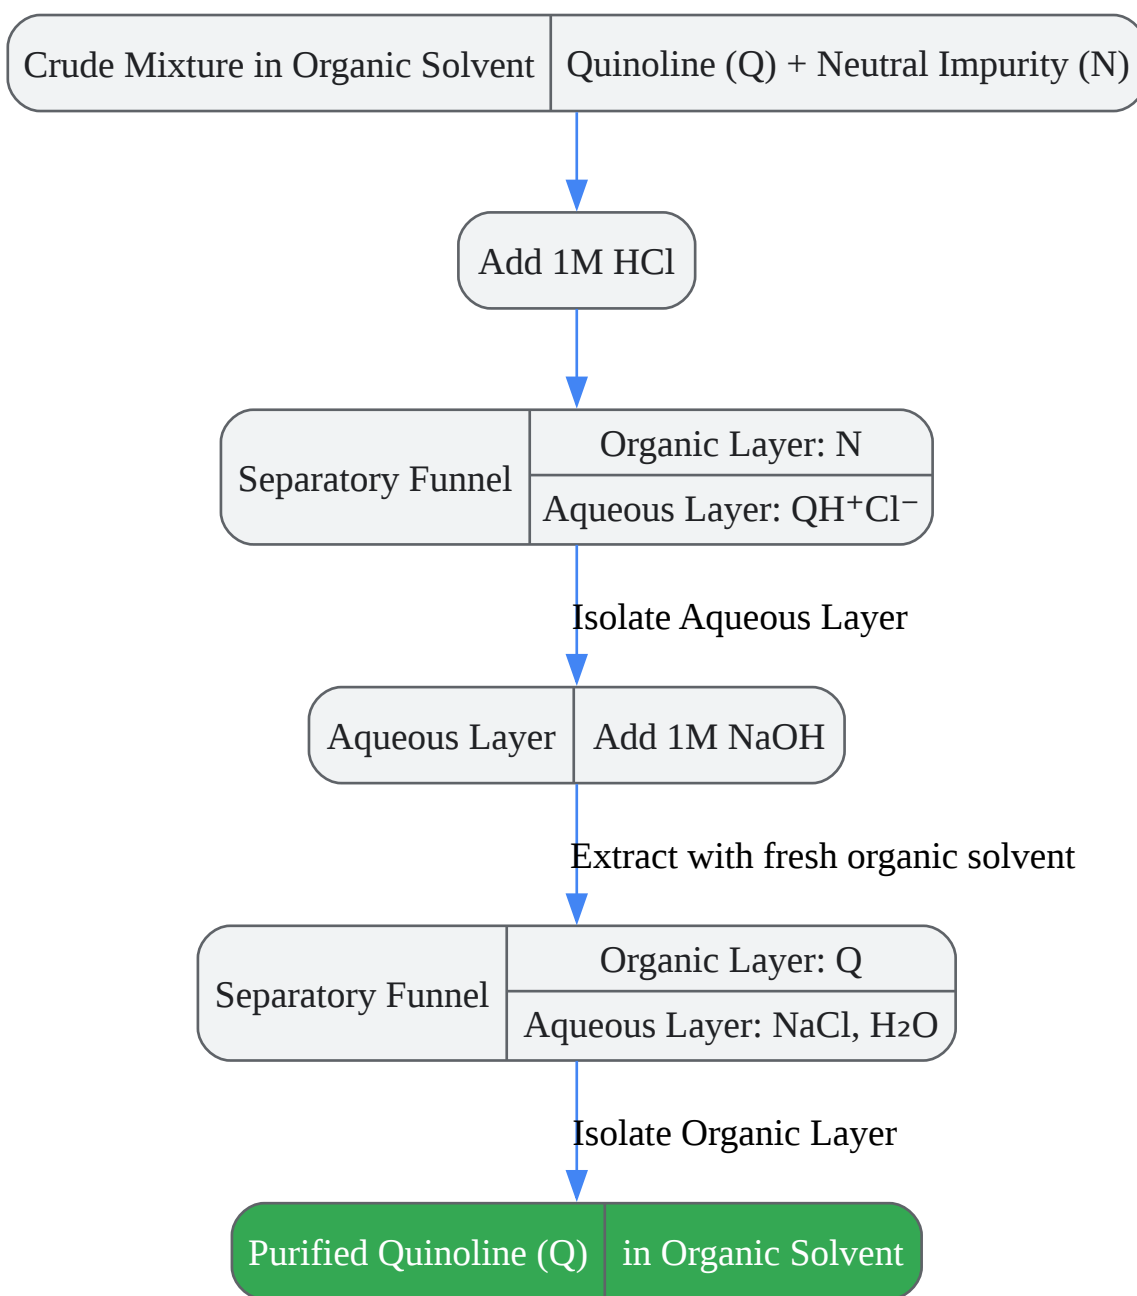 Crude Mixture in Organic Solvent
Quinoline (Q) + Neutral Impurity (N)
Add 1M HCl
Separatory Funnel
Organic Layer: N
Aqueous Layer: QH⁺Cl⁻
Isolate Aqueous Layer
Aqueous Layer
Add 1M NaOH
Extract with fresh organic solvent
Separatory Funnel
Organic Layer: Q
Aqueous Layer: NaCl, H₂O
Isolate Organic Layer
Purified Quinoline (Q)
in Organic Solvent